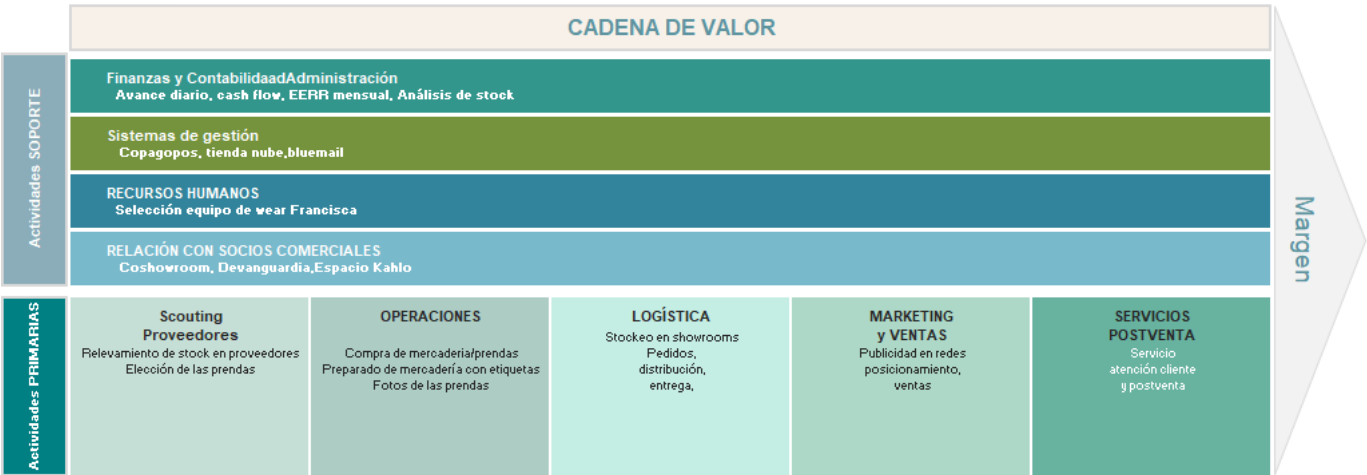 CADENA DE VALOR
Actividades SOPORTE
Finanzas y ContabilidaadAdministración
Avance diario, cash flow, EERR mensual, Análisis de stock
Sistemas de gestión
Copagopos, tienda nube,bluemail
RECURSOS HUMANOS
Selección equipo de wear Francisca
RELACIÓN CON SOCIOS COMERCIALES
Coshowroom, Devanguardia,Espacio Kahlo
Margen
Actividades PRIMARIAS
Scouting
Proveedores
Relevamiento de stock en proveedores
Elección de las prendas
OPERACIONES
Compra de mercaderia/prendas
Preparado de mercadería con etiquetas
Fotos de las prendas
LOGÍSTICA
Stockeo en showrooms
Pedidos,
distribución,
entrega,
MARKETING
y VENTAS
Publicidad en redes
posicionamiento,
ventas
SERVICIOS
POSTVENTA
Servicio
atención cliente
y postventa